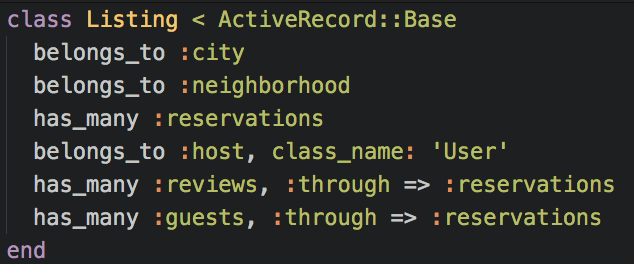 class Listing < ActiveRecord::Base
  belongs_to :city
  belongs_to :neighborhood
  has_many :reservations
  belongs_to :host, class_name: 'User'
  has_many :reviews, :through => :reservations
  has_many :guests, :through => :reservations
end